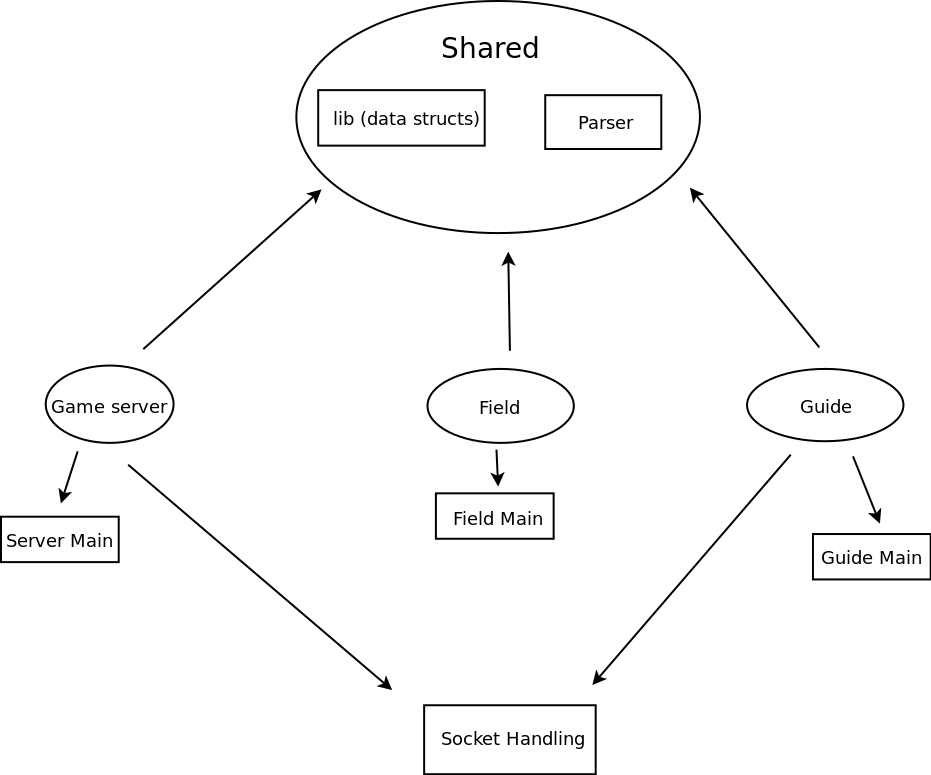 Shared
lib (data structs)
Parser
Game server
Field
Guide
Server Main
Field Main
Guide Main
Socket Handling